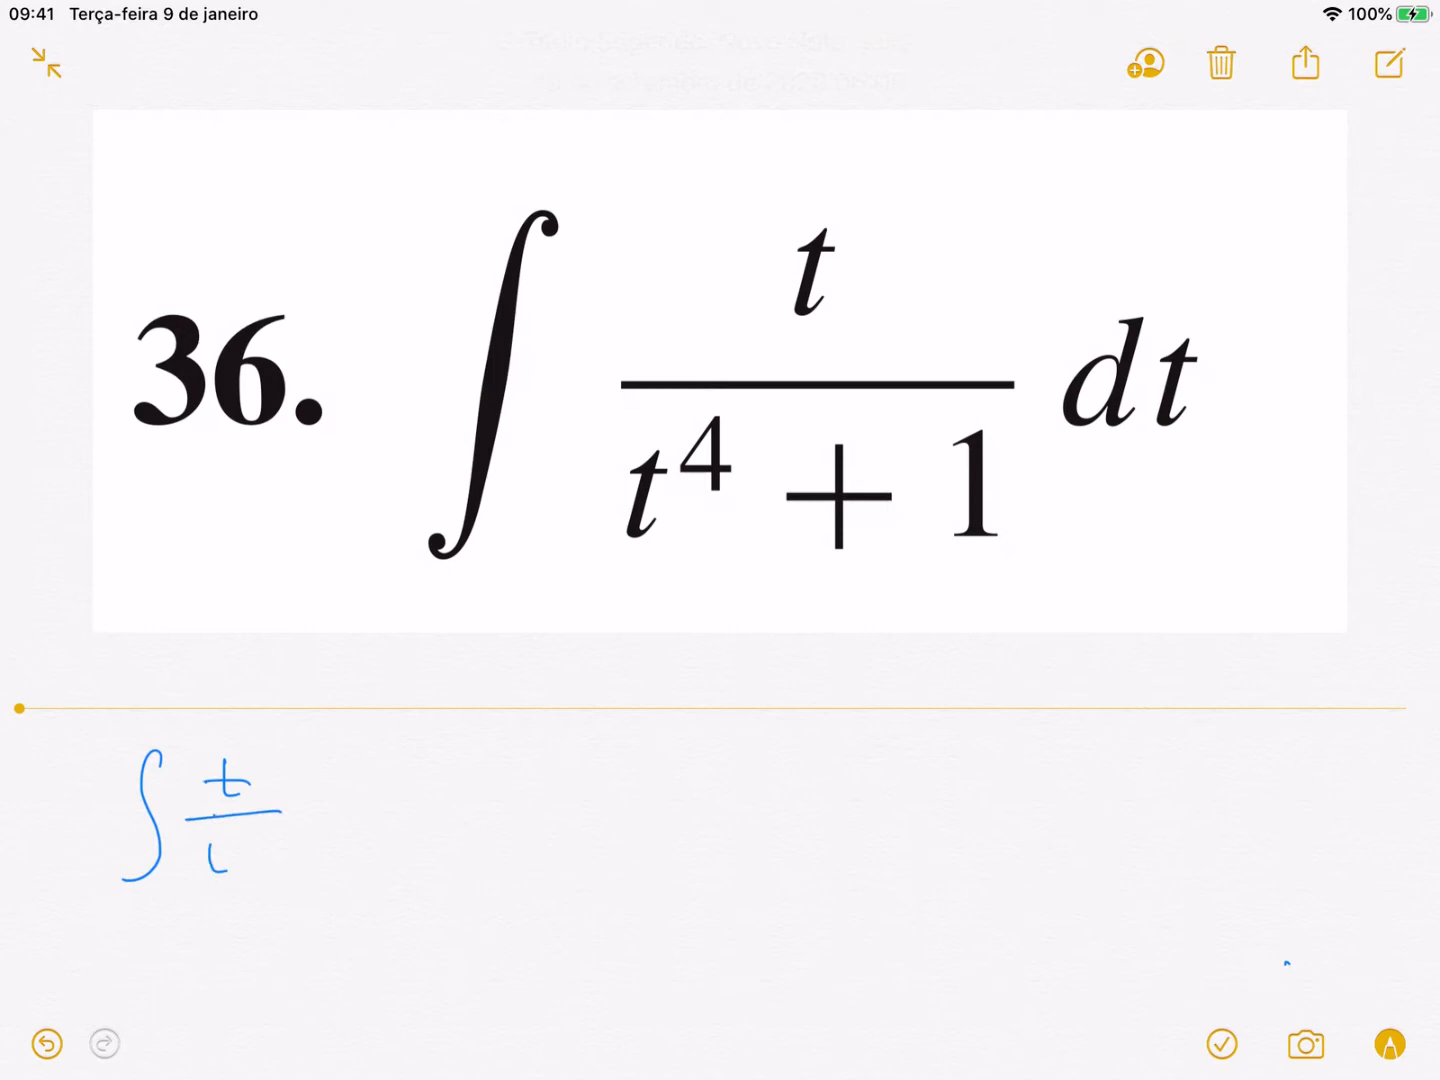 09:41 Terça-feira 9 de janeiro 100%
36. ∫ t / (t⁴ + 1) dt
∫ t